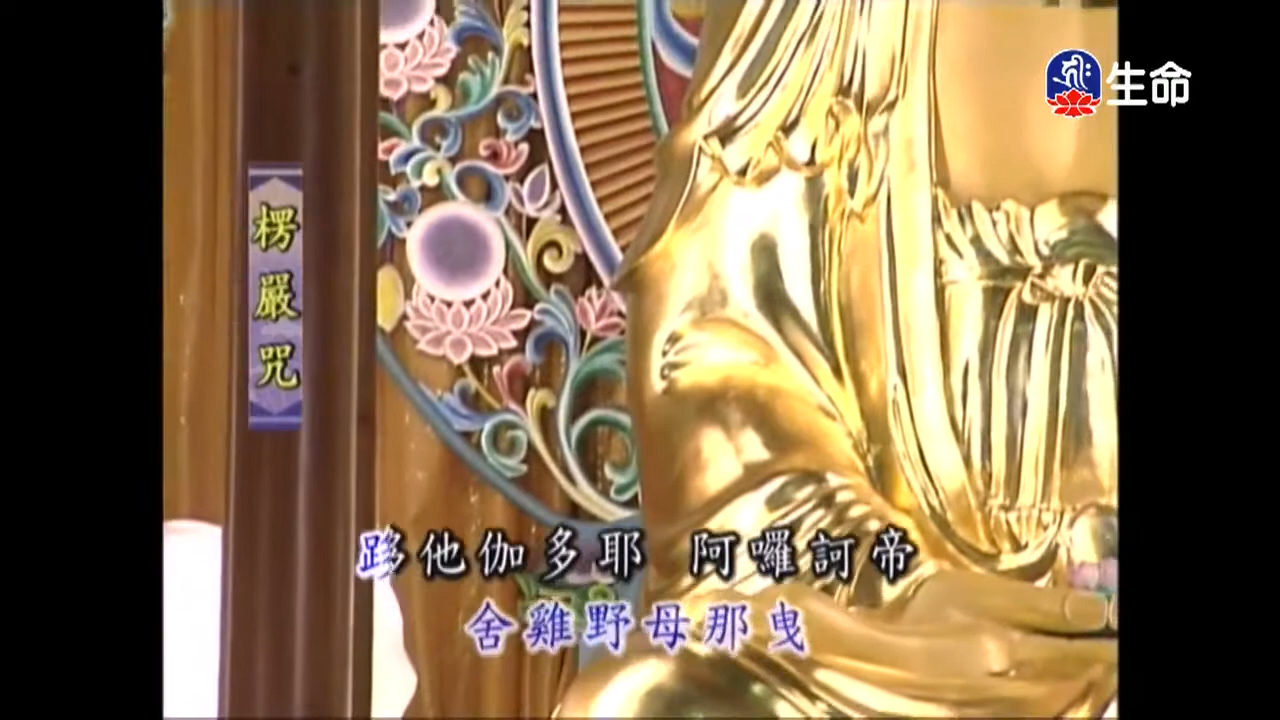 生命
楞嚴咒
跢他伽多耶 阿囉訶帝
舍雞野母那曳